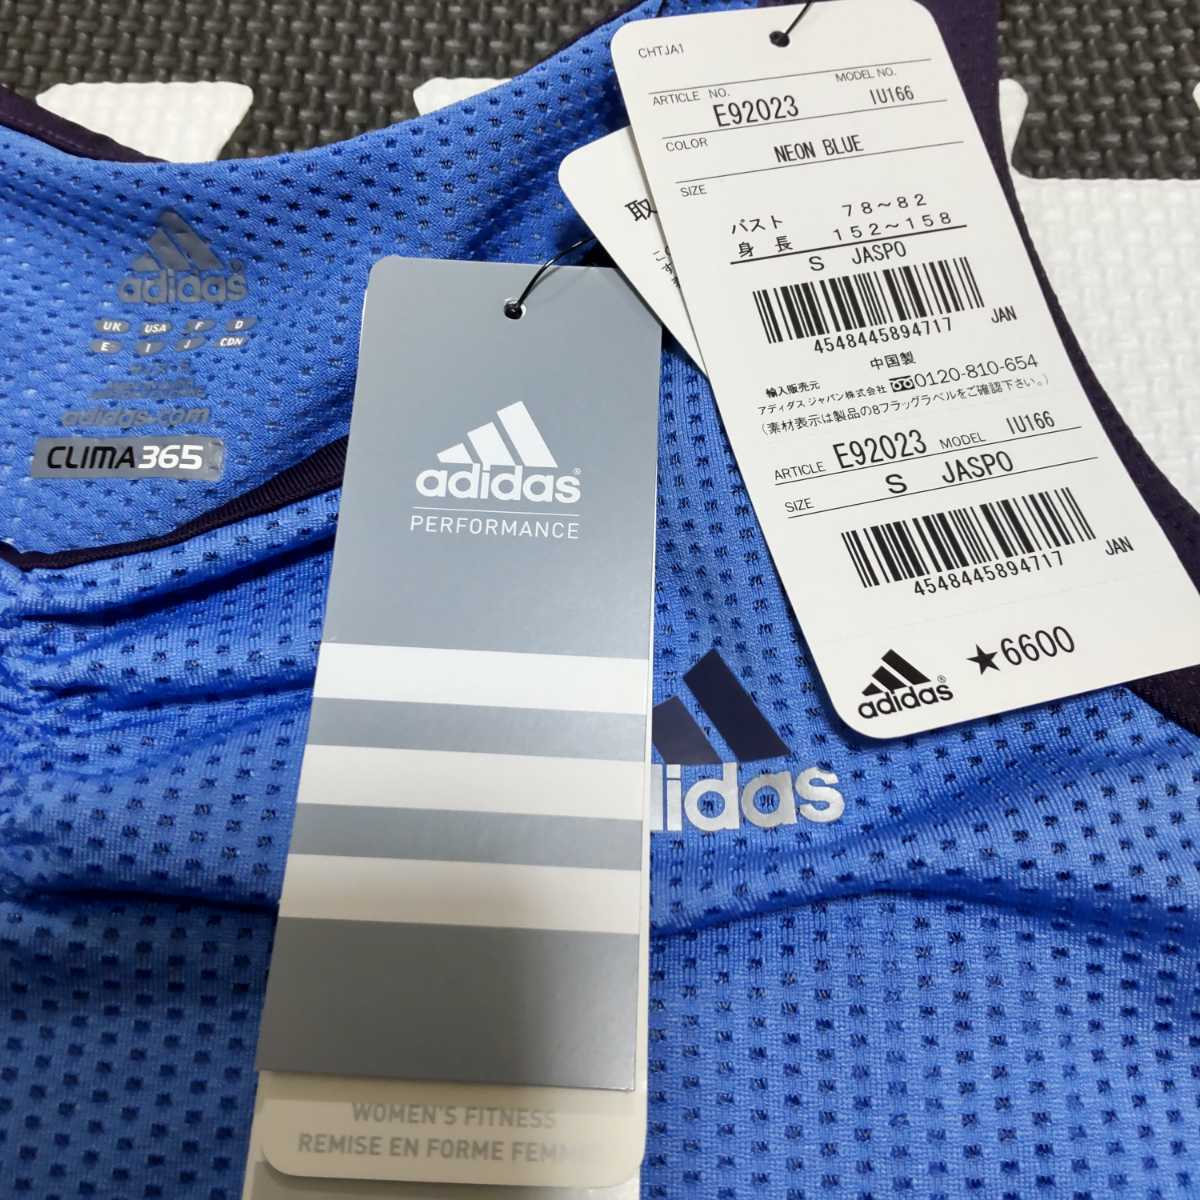 CHTJA1
ARTICLE NO.
MODEL NO.
E92023
IU166
COLOR
NEON BLUE
SIZE
バスト 78～82
身長 152～158
S JASPO
4548445894717 JAN
中国製
輸入販売元
アディダス ジャパン株式会社 0120-810-654
(素材表示は製品の8フラッグラベルをご確認下さい。)
ARTICLE E92023 MODEL IU166
SIZE S JASPO
4548445894717 JAN
adidas® ★6600
取
adidas
UK USA F D
E I J CDN
adidas.com
CLIMA365
adidas®
PERFORMANCE
adidas
WOMEN'S FITNESS
REMISE EN FORME FEMME